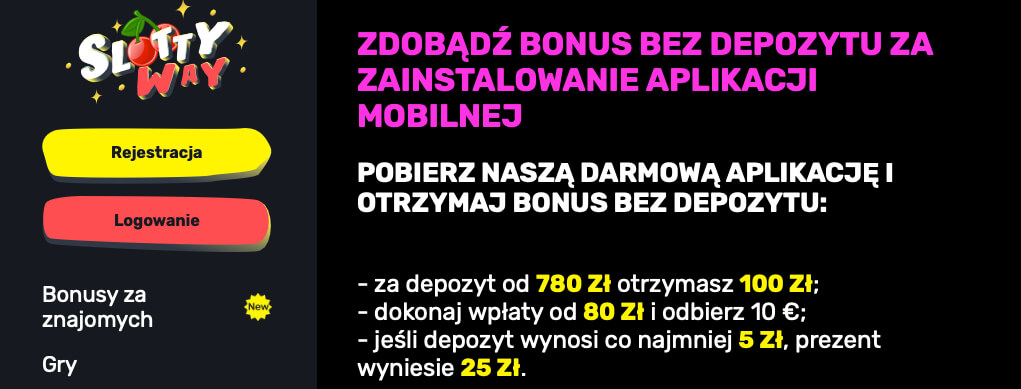 SLOTTY
WAY
Rejestracja
Logowanie
Bonusy za
znajomych
New
Gry
ZDOBĄDŹ BONUS BEZ DEPOZYTU ZA
ZAINSTALOWANIE APLIKACJI
MOBILNEJ
POBIERZ NASZĄ DARMOWĄ APLIKACJĘ I
OTRZYMAJ BONUS BEZ DEPOZYTU:
- za depozyt od 780 Zł otrzymasz 100 Zł;
- dokonaj wpłaty od 80 Zł i odbierz 10 €;
- jeśli depozyt wynosi co najmniej 5 Zł, prezent
wyniesie 25 Zł.